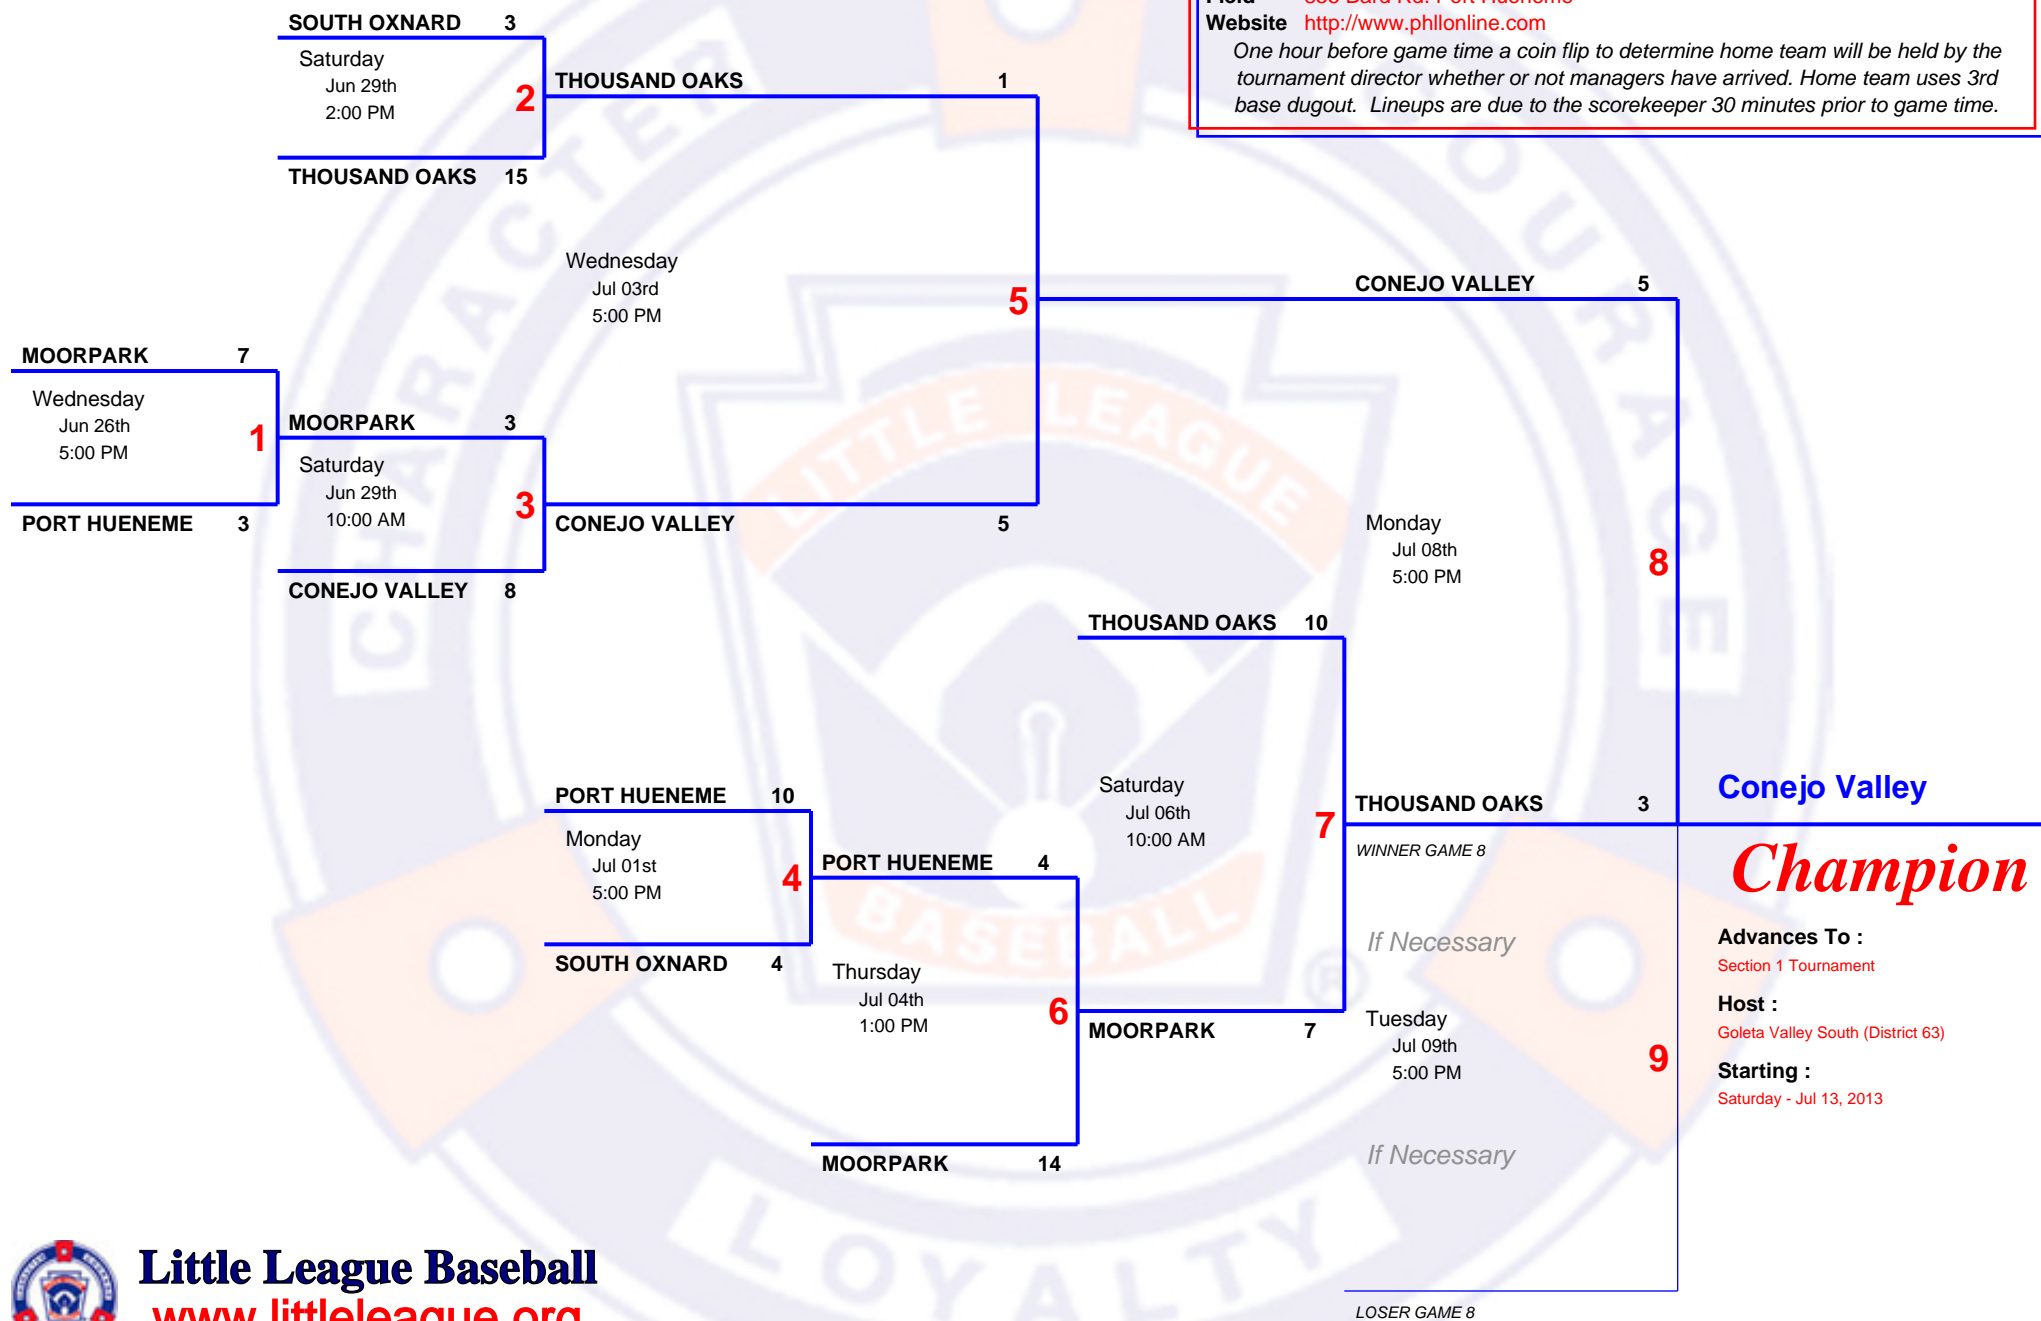 SOUTH OXNARD 3
Saturday
Jun 29th
2:00 PM
2
THOUSAND OAKS 15
THOUSAND OAKS 1
Website http://www.phllonline.com
One hour before game time a coin flip to determine home team will be held by the
tournament director whether or not managers have arrived. Home team uses 3rd
base dugout. Lineups are due to the scorekeeper 30 minutes prior to game time.
Wednesday
Jul 03rd
5:00 PM
5
CONEJO VALLEY 5
MOORPARK 7
Wednesday
Jun 26th
5:00 PM
1
PORT HUENEME 3
MOORPARK 3
Saturday
Jun 29th
10:00 AM
3
CONEJO VALLEY 8
CONEJO VALLEY 5
Monday
Jul 08th
5:00 PM
8
THOUSAND OAKS 10
Saturday
Jul 06th
10:00 AM
7
MOORPARK 7
PORT HUENEME 10
Monday
Jul 01st
5:00 PM
4
SOUTH OXNARD 4
PORT HUENEME 4
Thursday
Jul 04th
1:00 PM
6
MOORPARK 14
THOUSAND OAKS 3
WINNER GAME 8
If Necessary
Tuesday
Jul 09th
5:00 PM
9
If Necessary
LOSER GAME 8
Conejo Valley
Champion
Advances To :
Section 1 Tournament
Host :
Goleta Valley South (District 63)
Starting :
Saturday - Jul 13, 2013
CHARACTER
COURAGE
LOYALTY
LITTLE LEAGUE
BASEBALL
®
Little League Baseball
www.littleleague.org